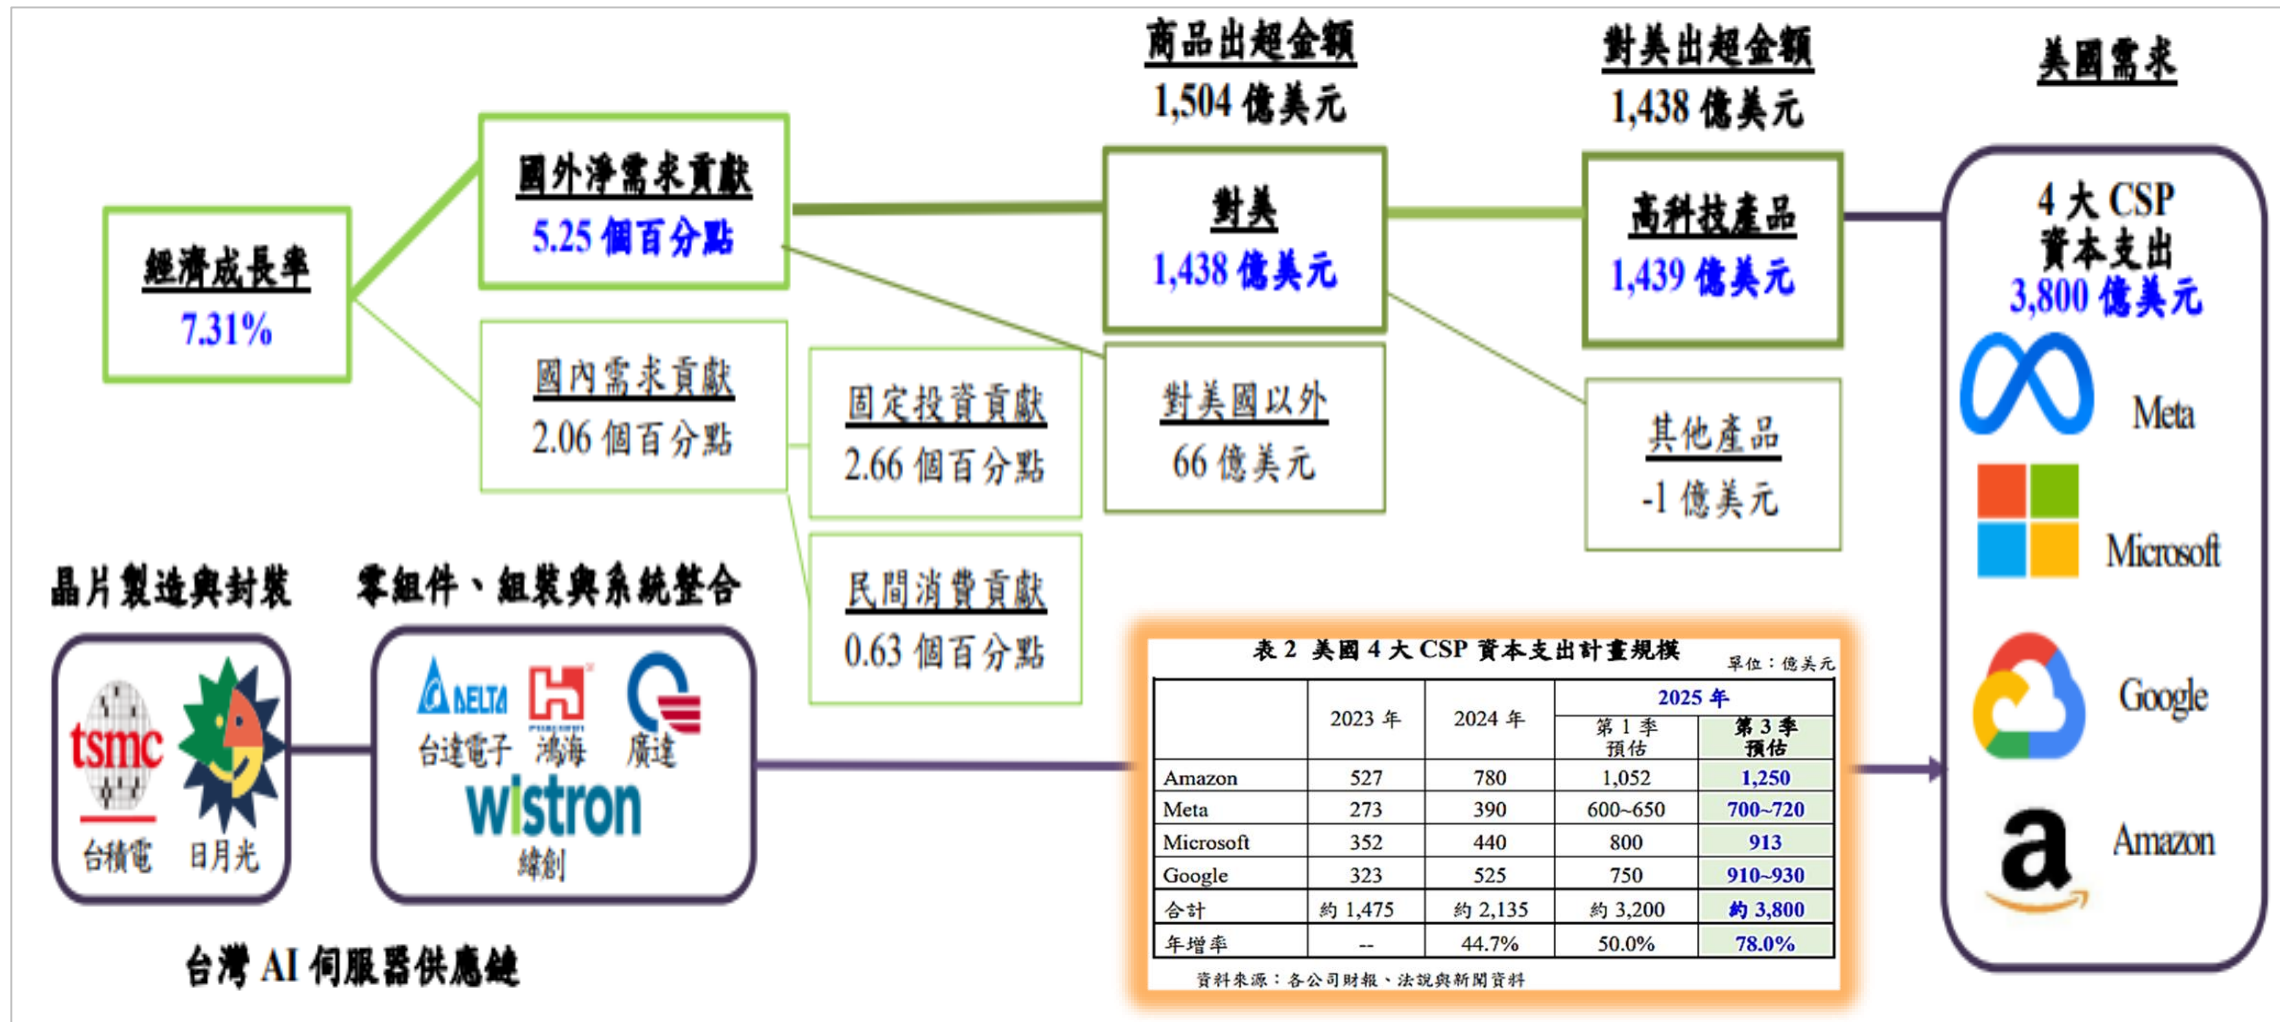 商品出超金額
1,504 億美元
對美出超金額
1,438 億美元
美國需求
經濟成長率
7.31%
國外淨需求貢獻
5.25 個百分點
國內需求貢獻
2.06 個百分點
固定投資貢獻
2.66 個百分點
民間消費貢獻
0.63 個百分點
對美
1,438 億美元
對美國以外
66 億美元
高科技產品
1,439 億美元
其他產品
-1 億美元
4 大 CSP
資本支出
3,800 億美元
Meta
Microsoft
Google
Amazon
晶片製造與封裝
tsmc
台積電 日月光
零組件、組裝與系統整合
DELTA
台達電子 鴻海 廣達
wistron
緯創
台灣 AI 伺服器供應鏈
表 2 美國 4 大 CSP 資本支出計畫規模
單位：億美元
2023 年 2024 年 2025 年
第 1 季 第 3 季
預估 預估
Amazon 527 780 1,052 1,250
Meta 273 390 600~650 700~720
Microsoft 352 440 800 913
Google 323 525 750 910~930
合計 約 1,475 約 2,135 約 3,200 約 3,800
年增率 -- 44.7% 50.0% 78.0%
資料來源：各公司財報、法說與新聞資料